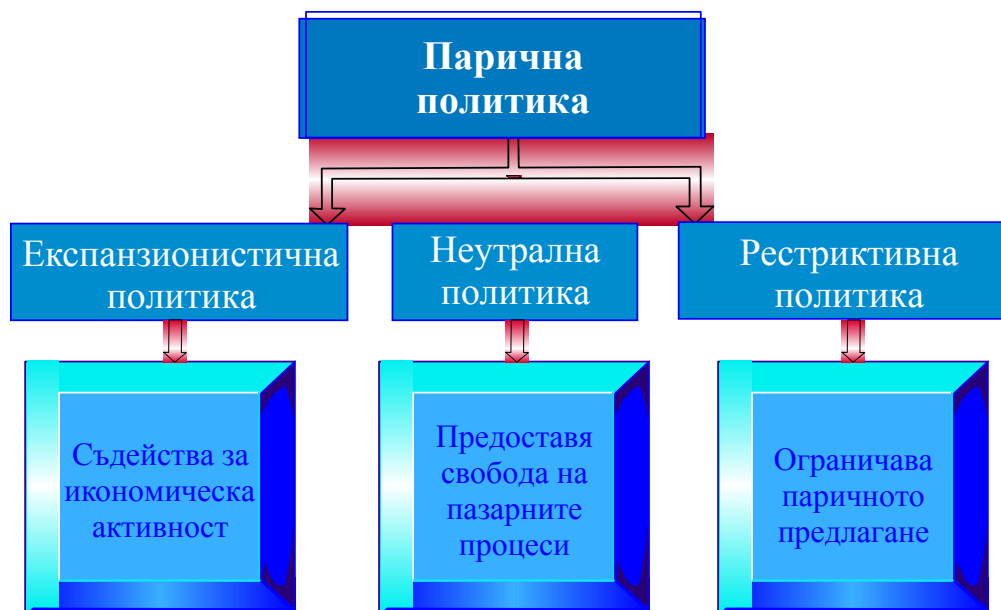 Парична
политика
Експанзионистична
политика
Неутрална
политика
Рестриктивна
политика
Съдейства за
икономическа
активност
Предоставя
свобода на
пазарните
процеси
Ограничава
паричното
предлагане